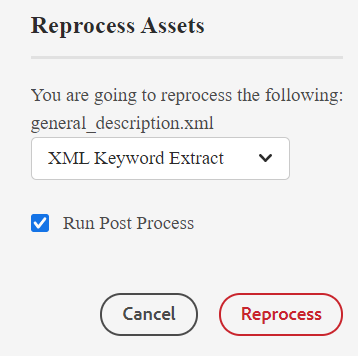 Reprocess Assets
You are going to reprocess the following:
general_description.xml
XML Keyword Extract
Run Post Process
Cancel
Reprocess